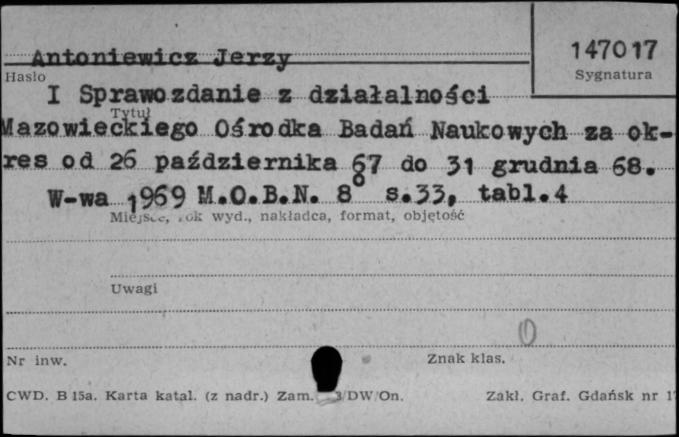 Antoniewicz Jerzy
147017
Hasło
Sygnatura
I Sprawozdanie z działalności
Tytuł
Mazowieckiego Ośrodka Badań Naukowych za ok-
res od 26 października 67 do 31 grudnia 68.
W-wa 1969 M.O.B.N. 8° s.33, tabl.4
Miejsce, rok wyd., nakładca, format, objętość
Uwagi
Nr inw.
Znak klas.
CWD. B 15a. Karta katal. (z nadr.) Zam. 3/DW/On.
Zakł. Graf. Gdańsk nr